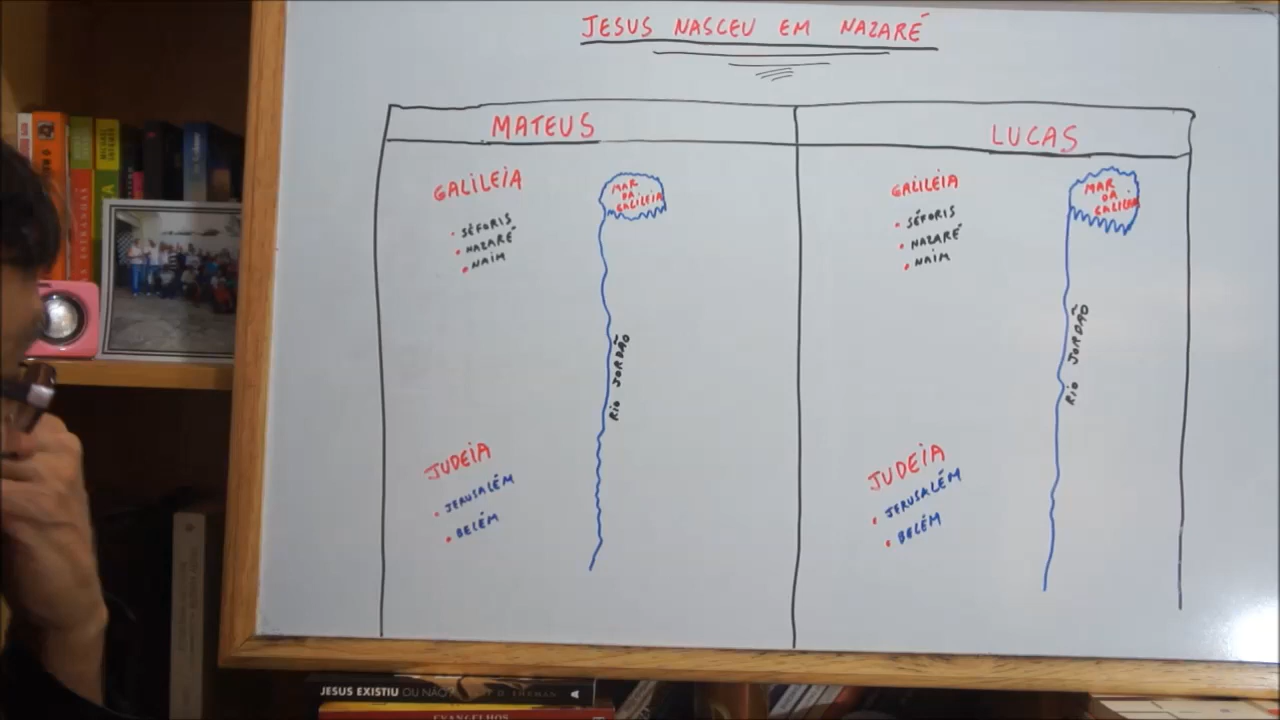 JESUS NASCEU EM NAZARÉ
MATEUS
GALILEIA
SÉFORIS
NAZARÉ
NAIM
MAR
DA
GALILEIA
RIO JORDÃO
JUDEIA
JERUSALÉM
BELÉM
LUCAS
GALILEIA
SÉFORIS
NAZARÉ
NAIM
MAR
DA
GALILEIA
RIO JORDÃO
JUDEIA
JERUSALÉM
BELÉM
JESUS EXISTIU OU NÃO?
EVANGELHOS